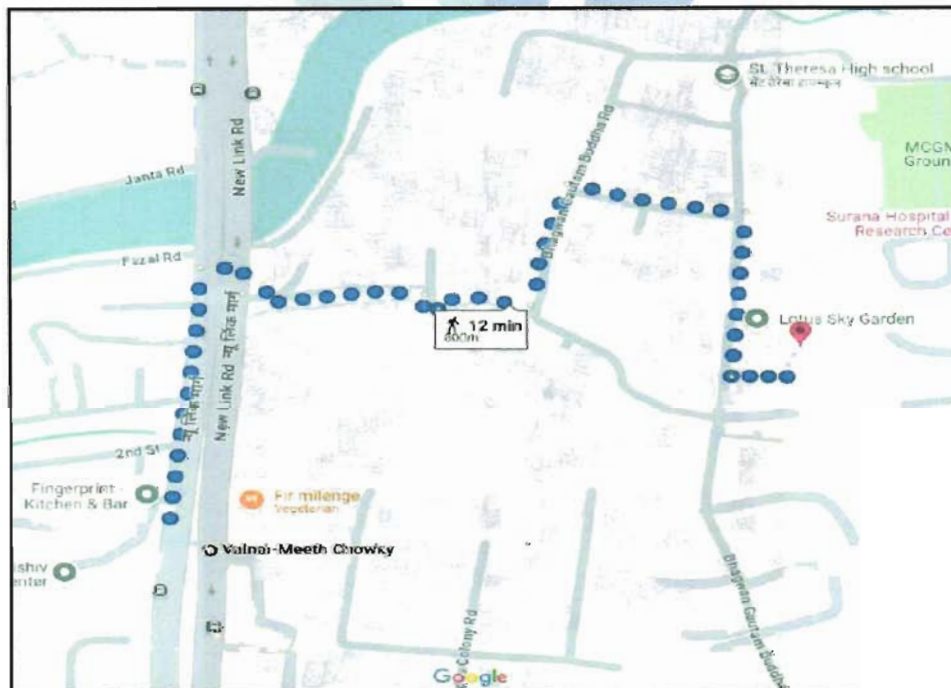 St. Theresa High school
MCGM
Ground
New Link Rd
Janta Rd
Bhagwan Gautam Buddha Rd
Surana Hospital
Research Ce
Fazal Rd
न्यू लिंक मार्ग
New Link Rd न्यू लिंक मार्ग
12 min
800m
Lotus Sky Garden
2nd St
Fingerprint -
Kitchen & Bar
Fir milenge
Vegetarian
Valnai-Meeth Chowky
ishiv
enter
Colony Rd
Bhagwan Gautam Buddha
Google